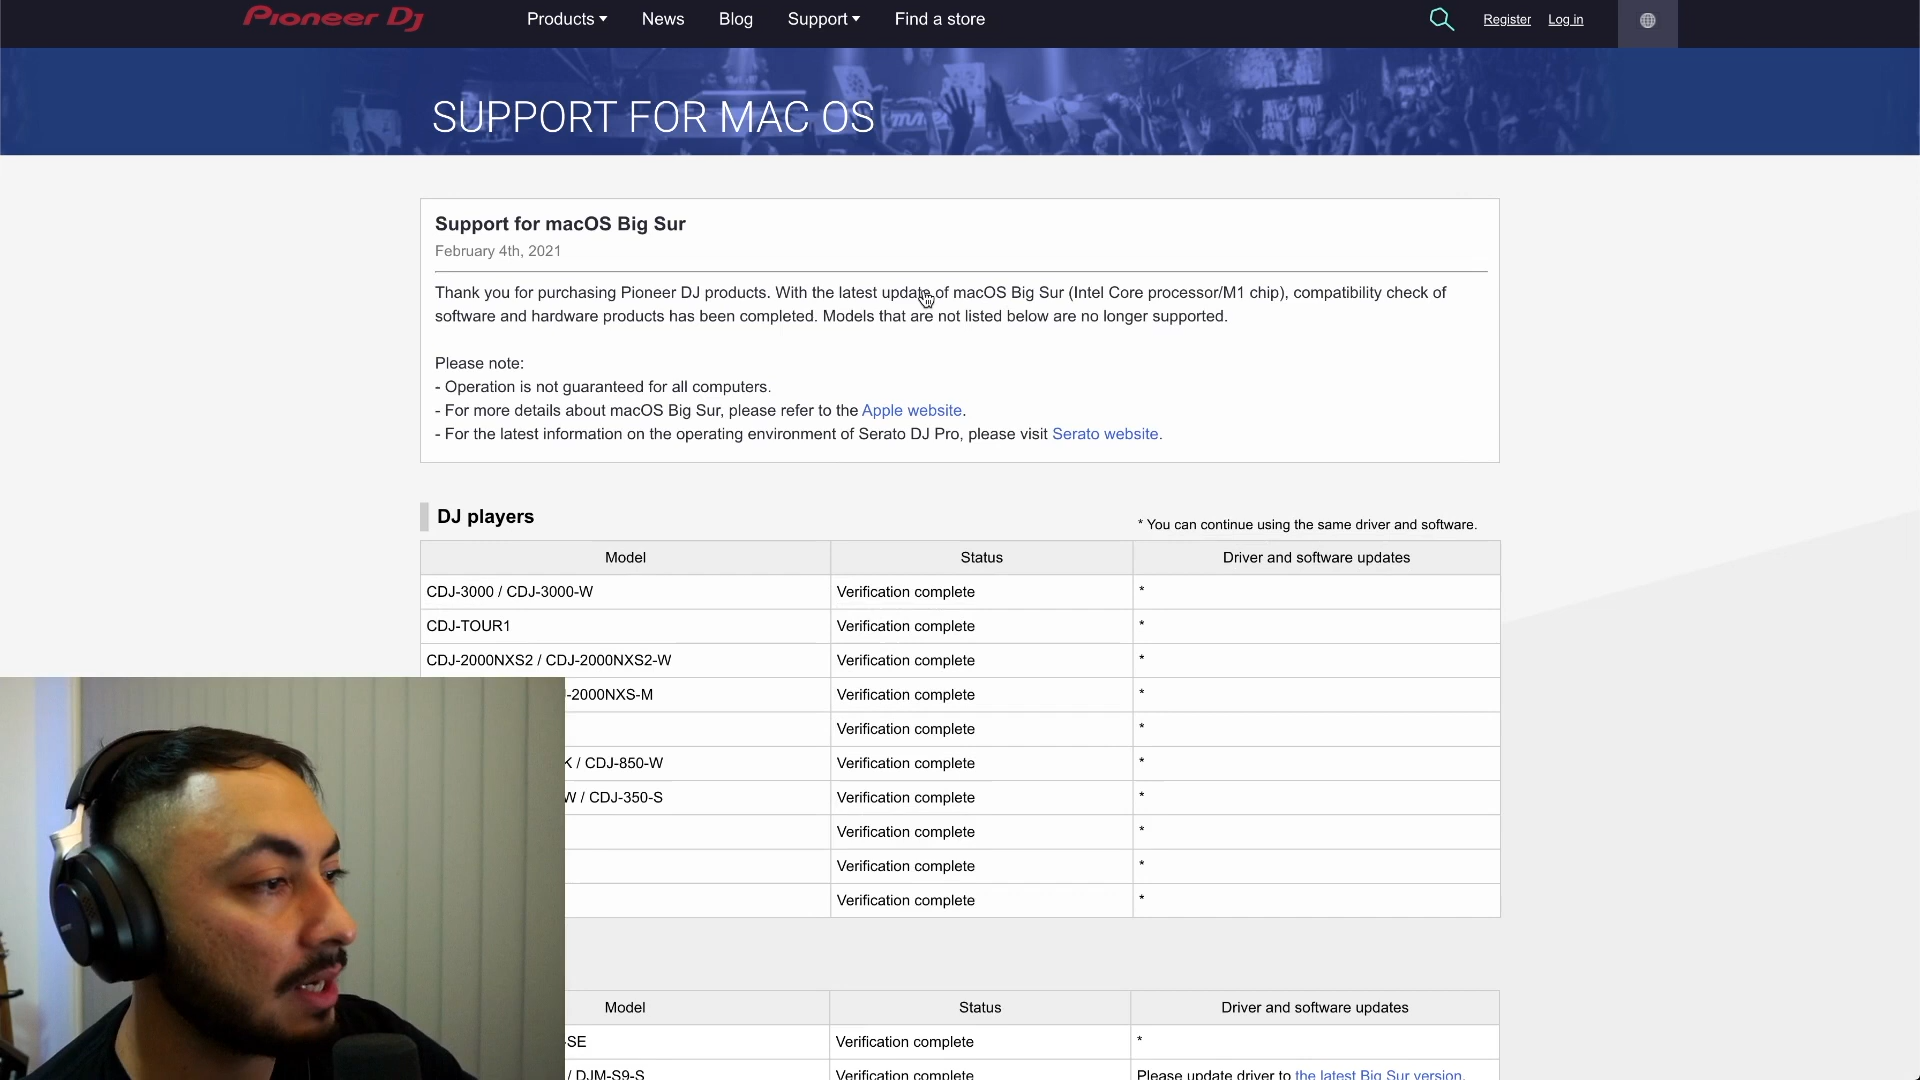 Pioneer Dj
Products
News
Blog
Support
Find a store
Register
Log in
SUPPORT FOR MAC OS
Support for macOS Big Sur
February 4th, 2021
Thank you for purchasing Pioneer DJ products. With the latest update of macOS Big Sur (Intel Core processor/M1 chip), compatibility check of
software and hardware products has been completed. Models that are not listed below are no longer supported.
Please note:
- Operation is not guaranteed for all computers.
- For more details about macOS Big Sur, please refer to the Apple website.
- For the latest information on the operating environment of Serato DJ Pro, please visit Serato website.
DJ players
* You can continue using the same driver and software.
Model Status Driver and software updates
CDJ-3000 / CDJ-3000-W Verification complete *
CDJ-TOUR1 Verification complete *
CDJ-2000NXS2 / CDJ-2000NXS2-W Verification complete *
-2000NXS-M Verification complete *
Verification complete *
/ CDJ-850-W Verification complete *
/ CDJ-350-S Verification complete *
Verification complete *
Verification complete *
Verification complete *
Model Status Driver and software updates
-SE Verification complete *
/ DJM-S9-S Verification complete Please update driver to the latest Big Sur version.